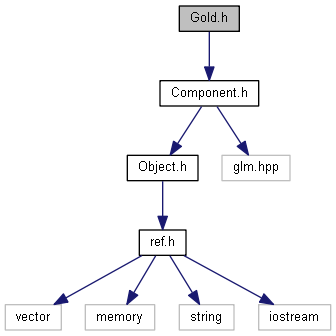 Gold.h
Component.h
Object.h
glm.hpp
ref.h
vector
memory
string
iostream